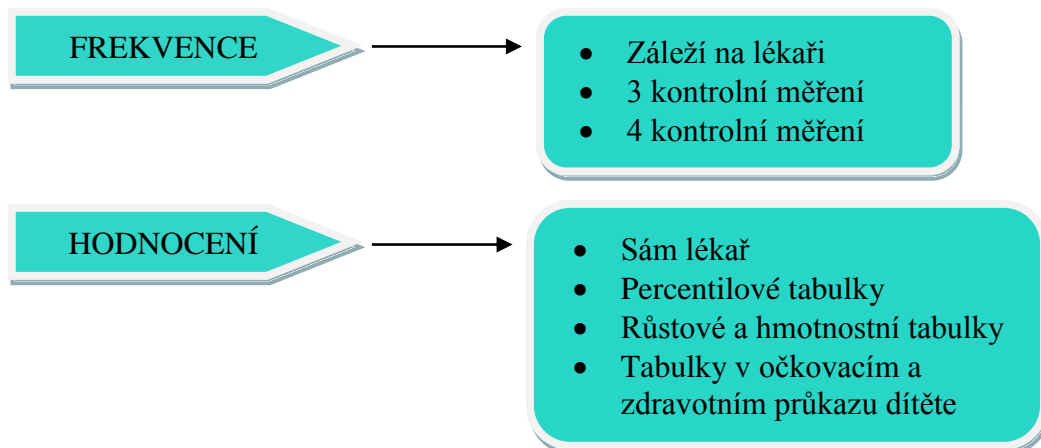 FREKVENCE
• Záleží na lékaři
• 3 kontrolní měření
• 4 kontrolní měření
HODNOCENÍ
• Sám lékař
• Percentilové tabulky
• Růstové a hmotnostní tabulky
• Tabulky v očkovacím a
zdravotním průkazu dítěte